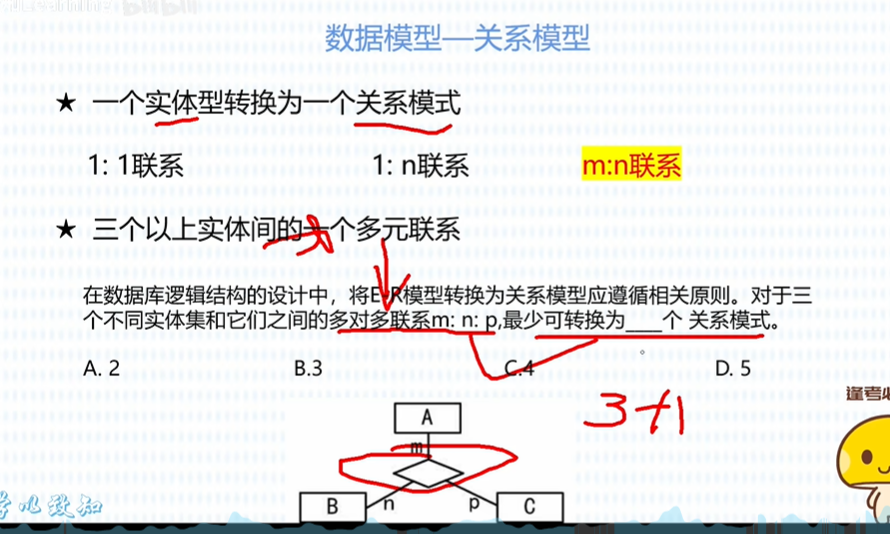 bilibili
数据模型—关系模型
★ 一个实体型转换为一个关系模式
1: 1联系 1: n联系 m:n联系
★ 三个以上实体间的一个多元联系
在数据库逻辑结构的设计中，将E-R模型转换为关系模型应遵循相关原则。对于三
个不同实体集和它们之间的多对多联系m: n: p,最少可转换为____个 关系模式。
A. 2 B.3 C.4 D. 5
3+1
A
m
逢考必
B n p C
学以致知